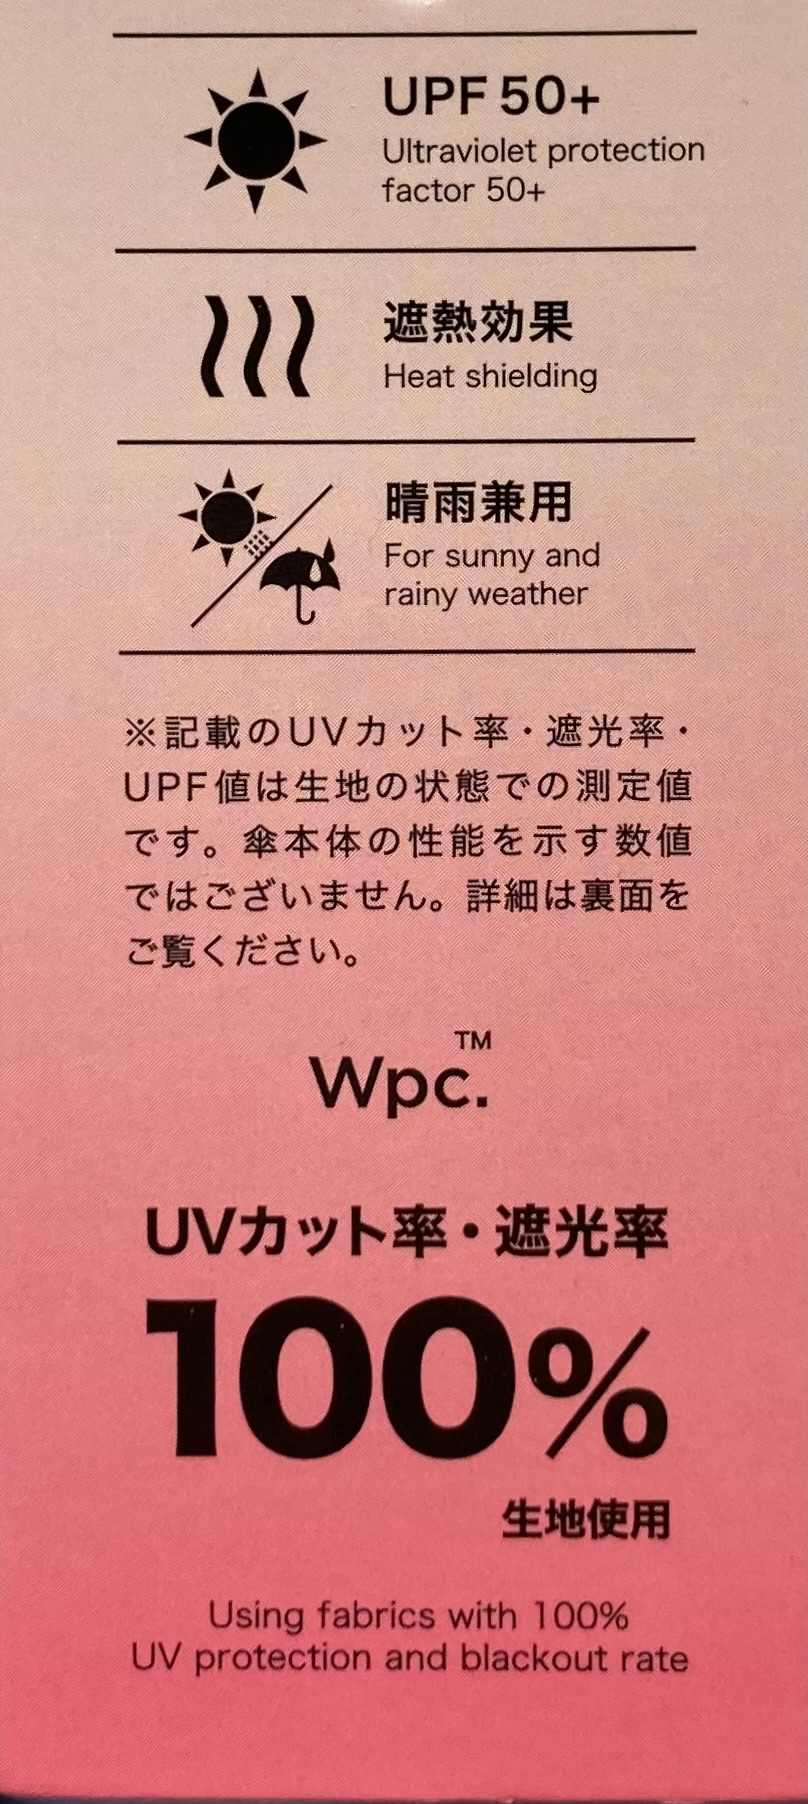 UPF 50+
Ultraviolet protection
factor 50+
遮熱効果
Heat shielding
晴雨兼用
For sunny and
rainy weather
※記載のUVカット率・遮光率・
UPF値は生地の状態での測定値
です。傘本体の性能を示す数値
ではございません。詳細は裏面を
ご覧ください。
Wpc.™
UVカット率・遮光率
100%
生地使用
Using fabrics with 100%
UV protection and blackout rate